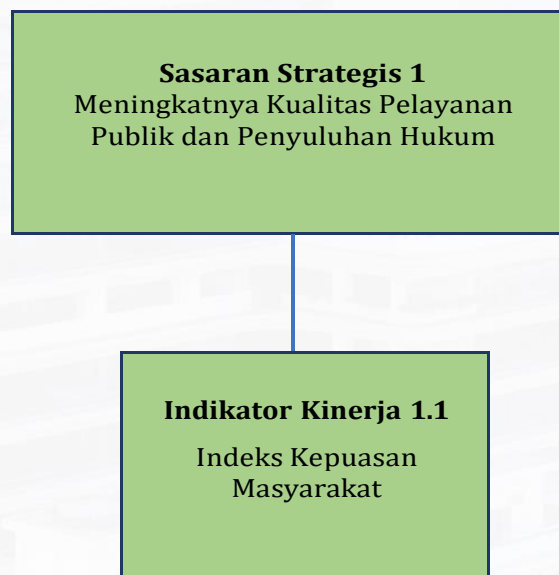 Sasaran Strategis 1
Meningkatnya Kualitas Pelayanan
Publik dan Penyuluhan Hukum
Indikator Kinerja 1.1
Indeks Kepuasan
Masyarakat